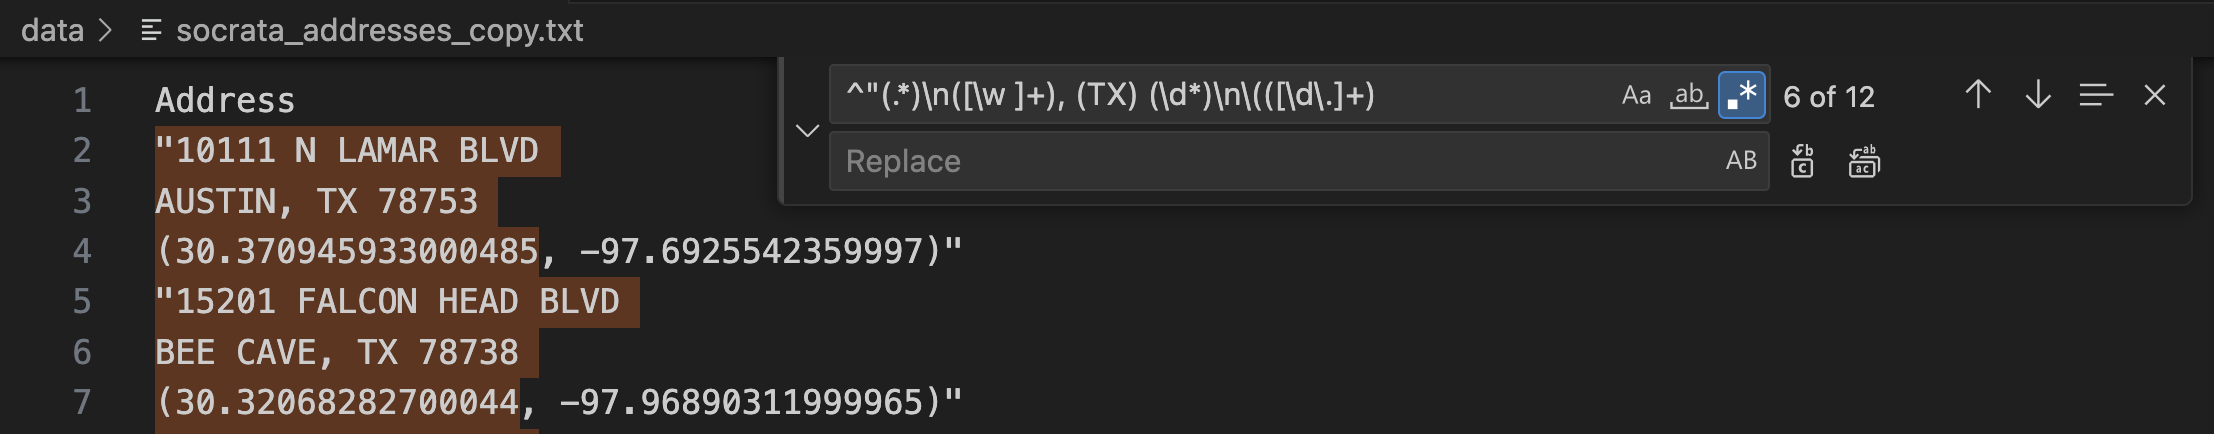 data > socrata_addresses_copy.txt
^"(.*)\n([\w ]+), (TX) (\d*)\n\(([\d\.]+) Aa ab .* 6 of 12
Replace AB
1 Address
2 "10111 N LAMAR BLVD
3 AUSTIN, TX 78753
4 (30.370945933000485, -97.6925542359997)"
5 "15201 FALCON HEAD BLVD
6 BEE CAVE, TX 78738
7 (30.32068282700044, -97.96890311999965)"